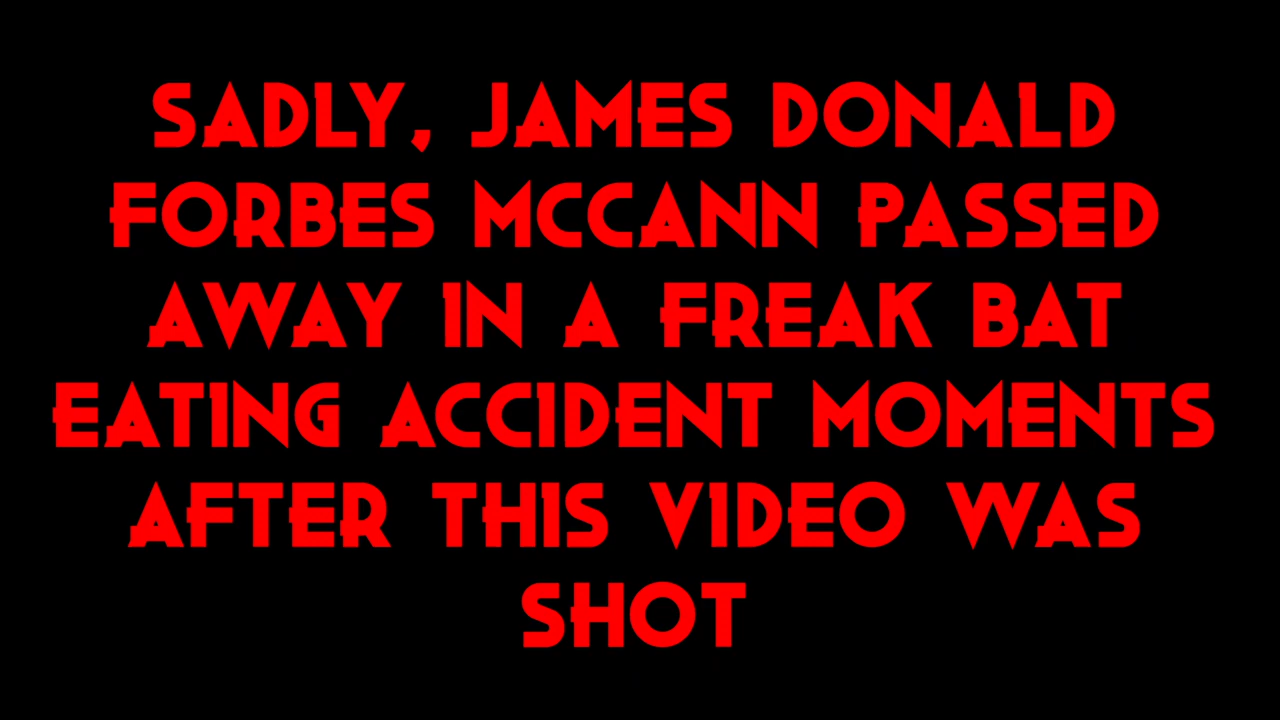 SADLY, JAMES DONALD
FORBES MCCANN PASSED
AWAY IN A FREAK BAT
EATING ACCIDENT MOMENTS
AFTER THIS VIDEO WAS
SHOT